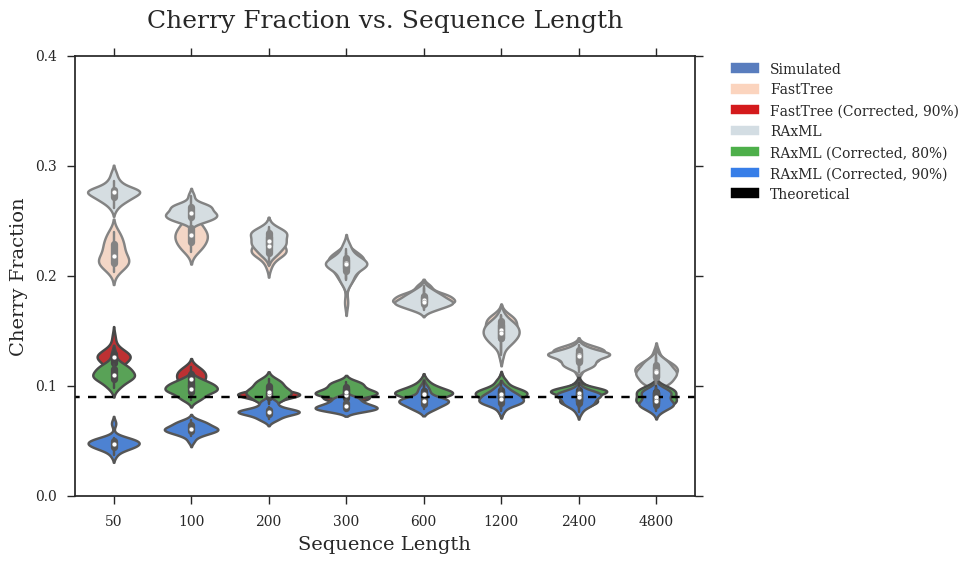 Cherry Fraction vs. Sequence Length
0.4
0.3
0.2
0.1
0.0
Cherry Fraction
50 100 200 300 600 1200 2400 4800
Sequence Length
Simulated
FastTree
FastTree (Corrected, 90%)
RAxML
RAxML (Corrected, 80%)
RAxML (Corrected, 90%)
Theoretical